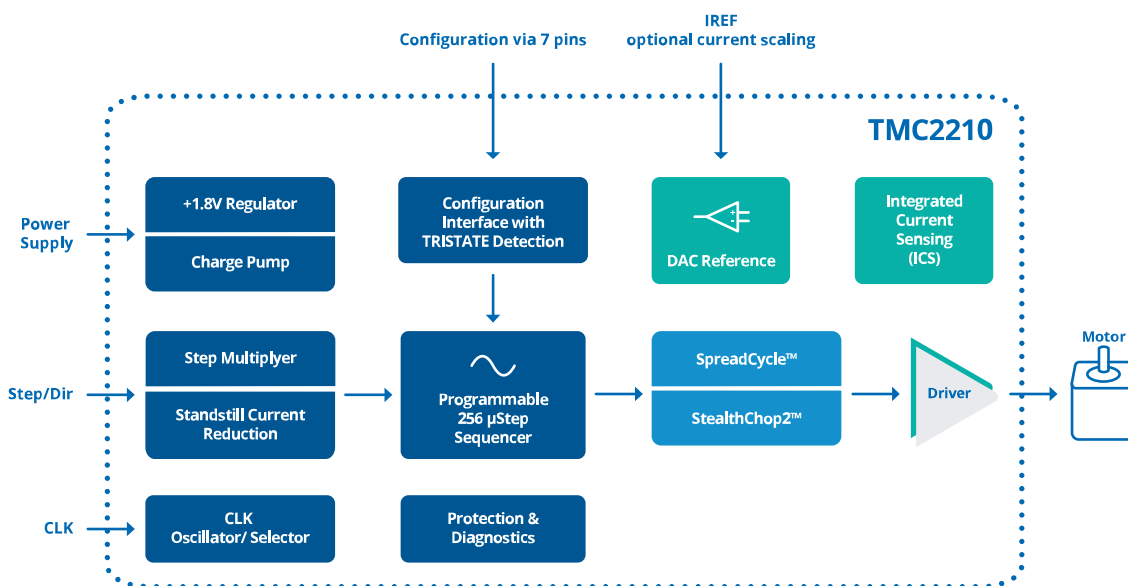 IREF
Configuration via 7 pins
optional current scaling
TMC2210
Power
Supply
+1.8V Regulator
Charge Pump
Configuration
Interface with
TRISTATE Detection
+
-
DAC Reference
Integrated
Current
Sensing
(ICS)
Step/Dir
Step Multiplyer
Standstill Current
Reduction
Programmable
256 µStep
Sequencer
SpreadCycle™
StealthChop2™
Driver
Motor
CLK
CLK
Oscillator/ Selector
Protection &
Diagnostics